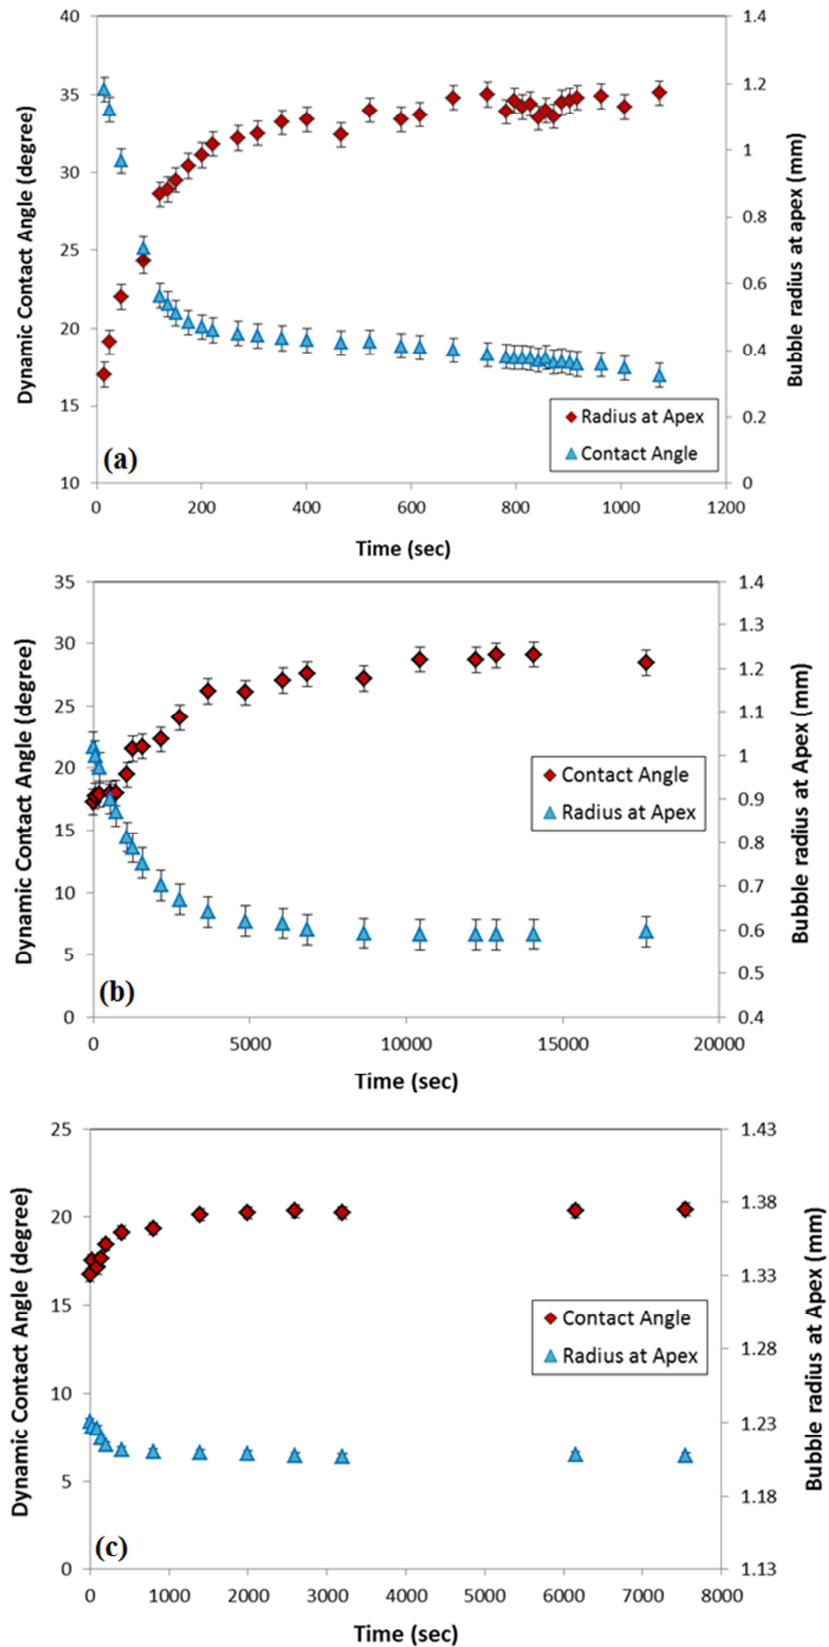 40
35
30
25
20
15
10
Dynamic Contact Angle (degree)
1.4
1.2
1
0.8
0.6
0.4
0.2
0
Bubble radius at apex (mm)
Radius at Apex
Contact Angle
(a)
0 200 400 600 800 1000 1200
Time (sec)
35
30
25
20
15
10
5
0
Dynamic Contact Angle (degree)
1.4
1.3
1.2
1.1
1
0.9
0.8
0.7
0.6
0.5
0.4
Bubble radius at Apex (mm)
Contact Angle
Radius at Apex
(b)
0 5000 10000 15000 20000
Time (sec)
25
20
15
10
5
0
Dynamic Contact Angle (degree)
1.43
1.38
1.33
1.28
1.23
1.18
1.13
Bubble radius at Apex (mm)
Contact Angle
Radius at Apex
(c)
0 1000 2000 3000 4000 5000 6000 7000 8000
Time (sec)